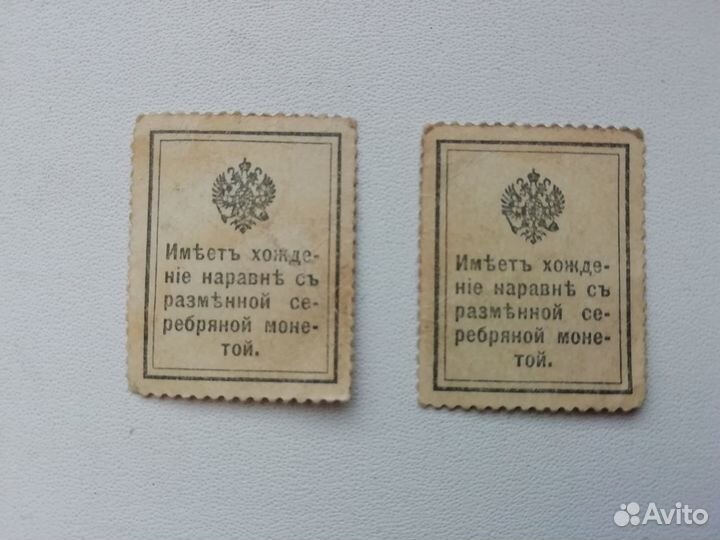 Имѣетъ хожде-
ніе наравнѣ съ
размѣнной се-
ребряной моне-
той.
Имѣетъ хожде-
ніе наравнѣ съ
размѣнной се-
ребряной моне-
той.
Avito